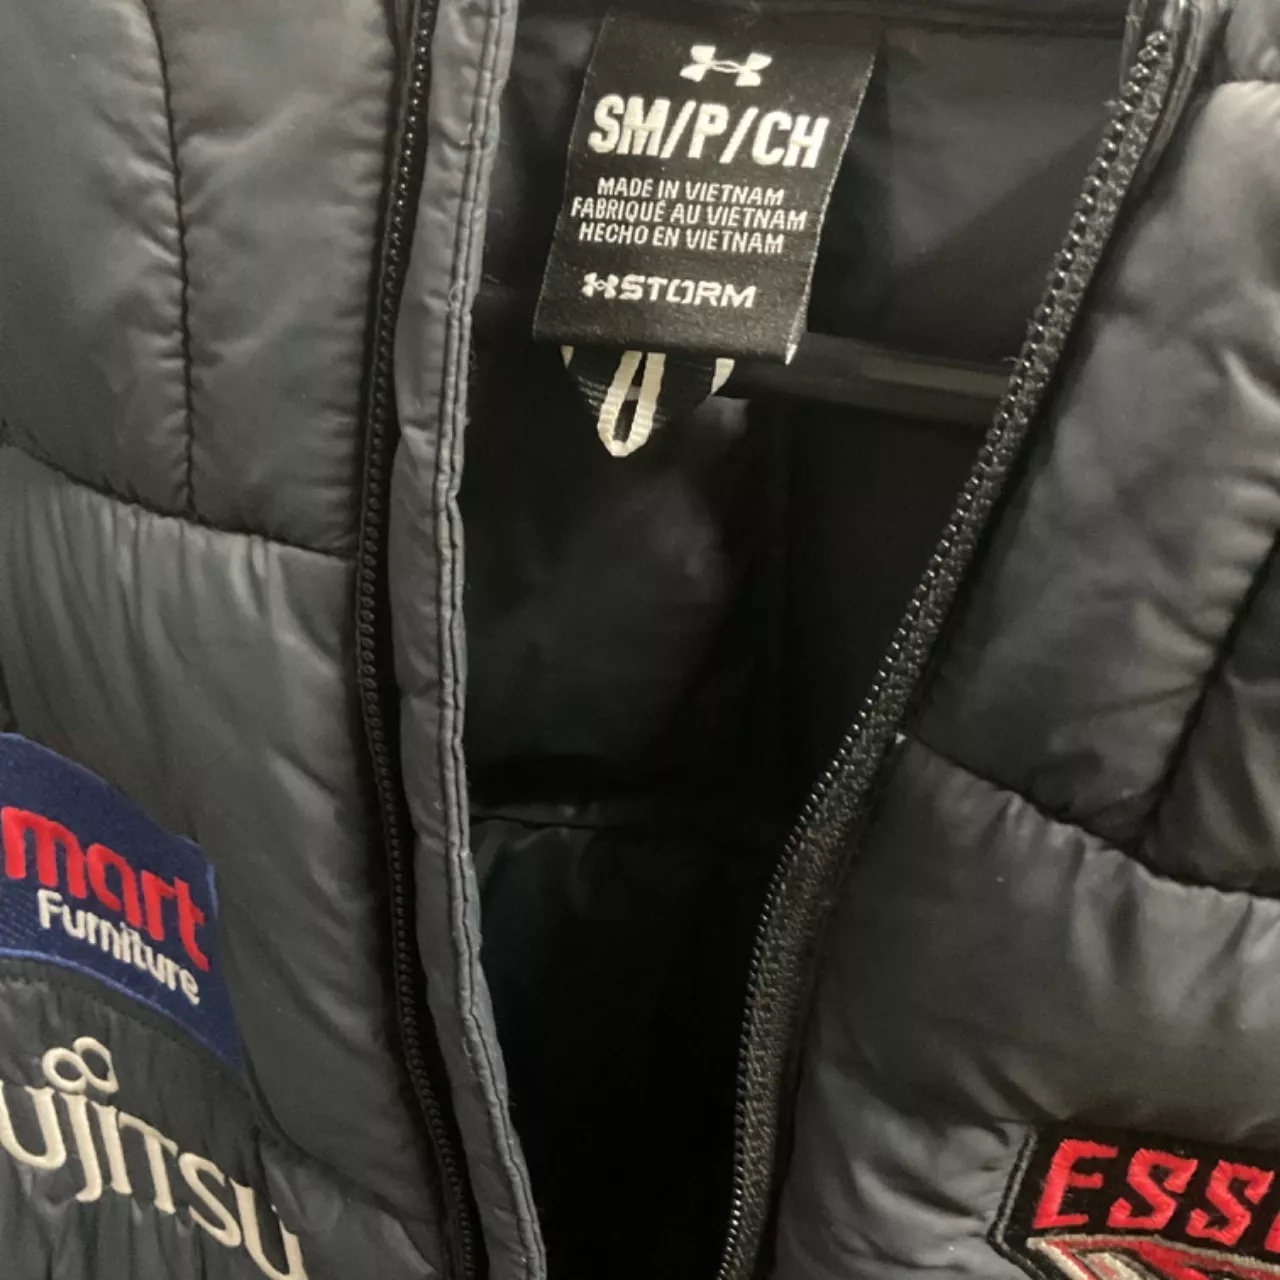 SM/P/CH
MADE IN VIETNAM
FABRIQUÉ AU VIETNAM
HECHO EN VIETNAM
STORM
mart
Furniture
UJITSU
ESS